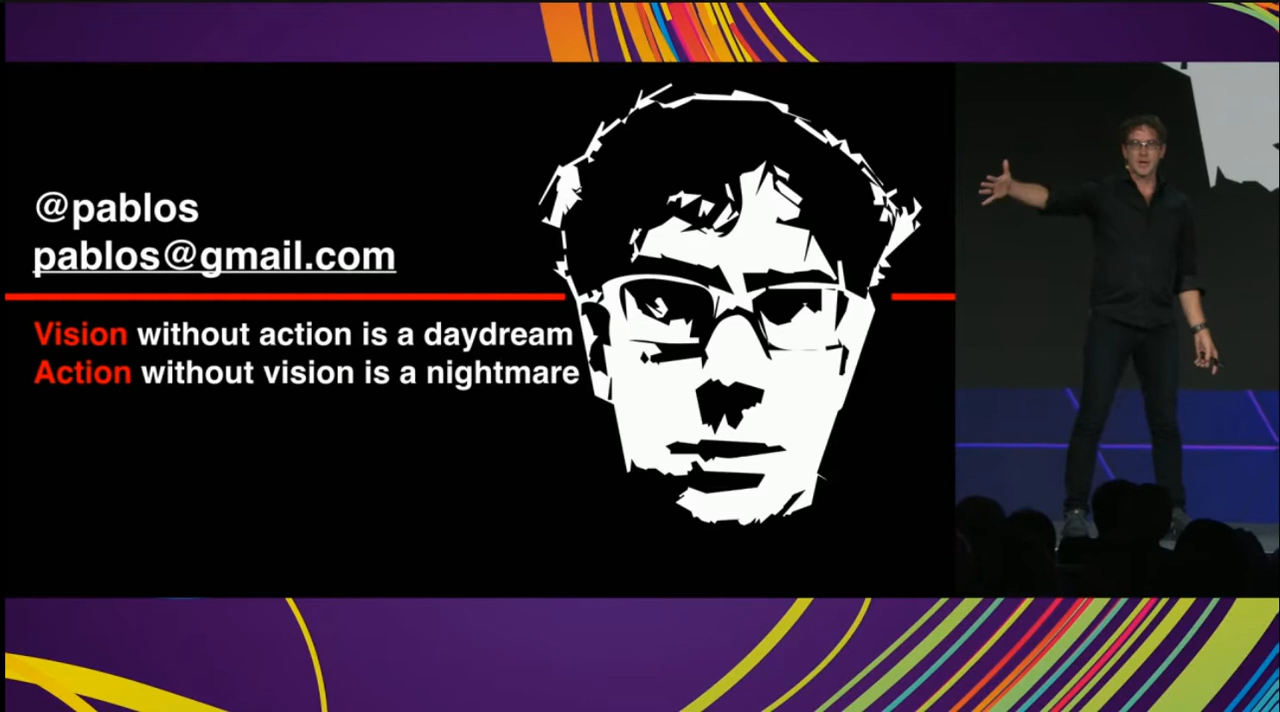 @pablos
pablos@gmail.com
Vision without action is a daydream
Action without vision is a nightmare